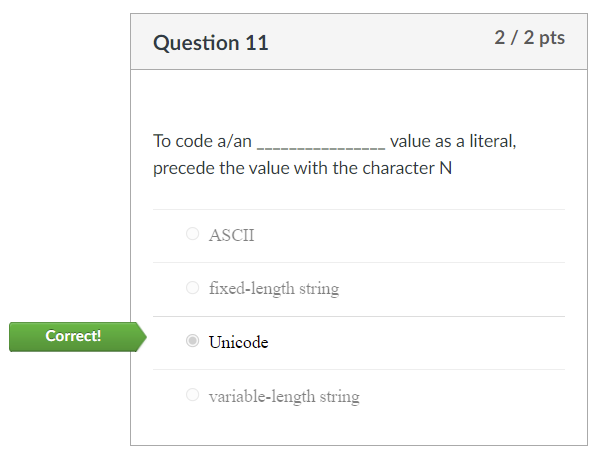 Question 11
2 / 2 pts
To code a/an ________________ value as a literal,
precede the value with the character N
ASCII
fixed-length string
Correct!
Unicode
variable-length string